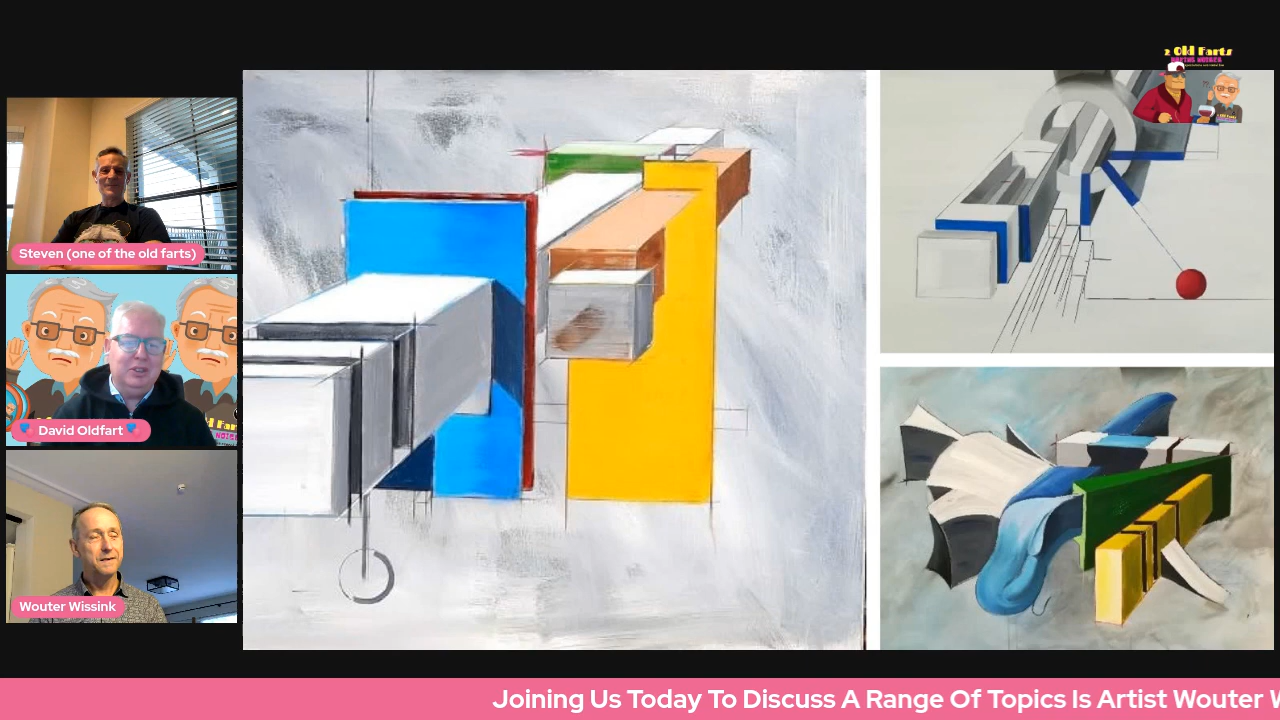 2 Old Farts
Steven (one of the old farts)
David Oldfart
Wouter Wissink
Joining Us Today To Discuss A Range Of Topics Is Artist Wouter W